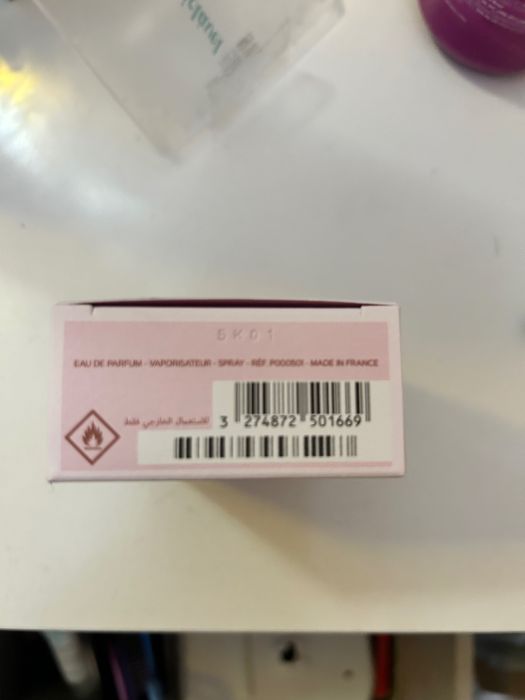 5K01
EAU DE PARFUM - VAPORISATEUR - SPRAY - RÉF. P000501 - MADE IN FRANCE
للاستعمال الخارجي فقط
3 274872 501669